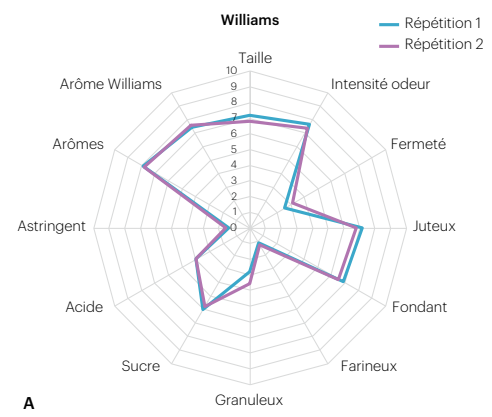 Williams
Répétition 1
Répétition 2
Taille
Intensité odeur
Fermeté
Juteux
Fondant
Farineux
Granuleux
Sucre
Acide
Astringent
Arômes
Arôme Williams
10
9
8
7
6
5
4
3
2
1
0
A